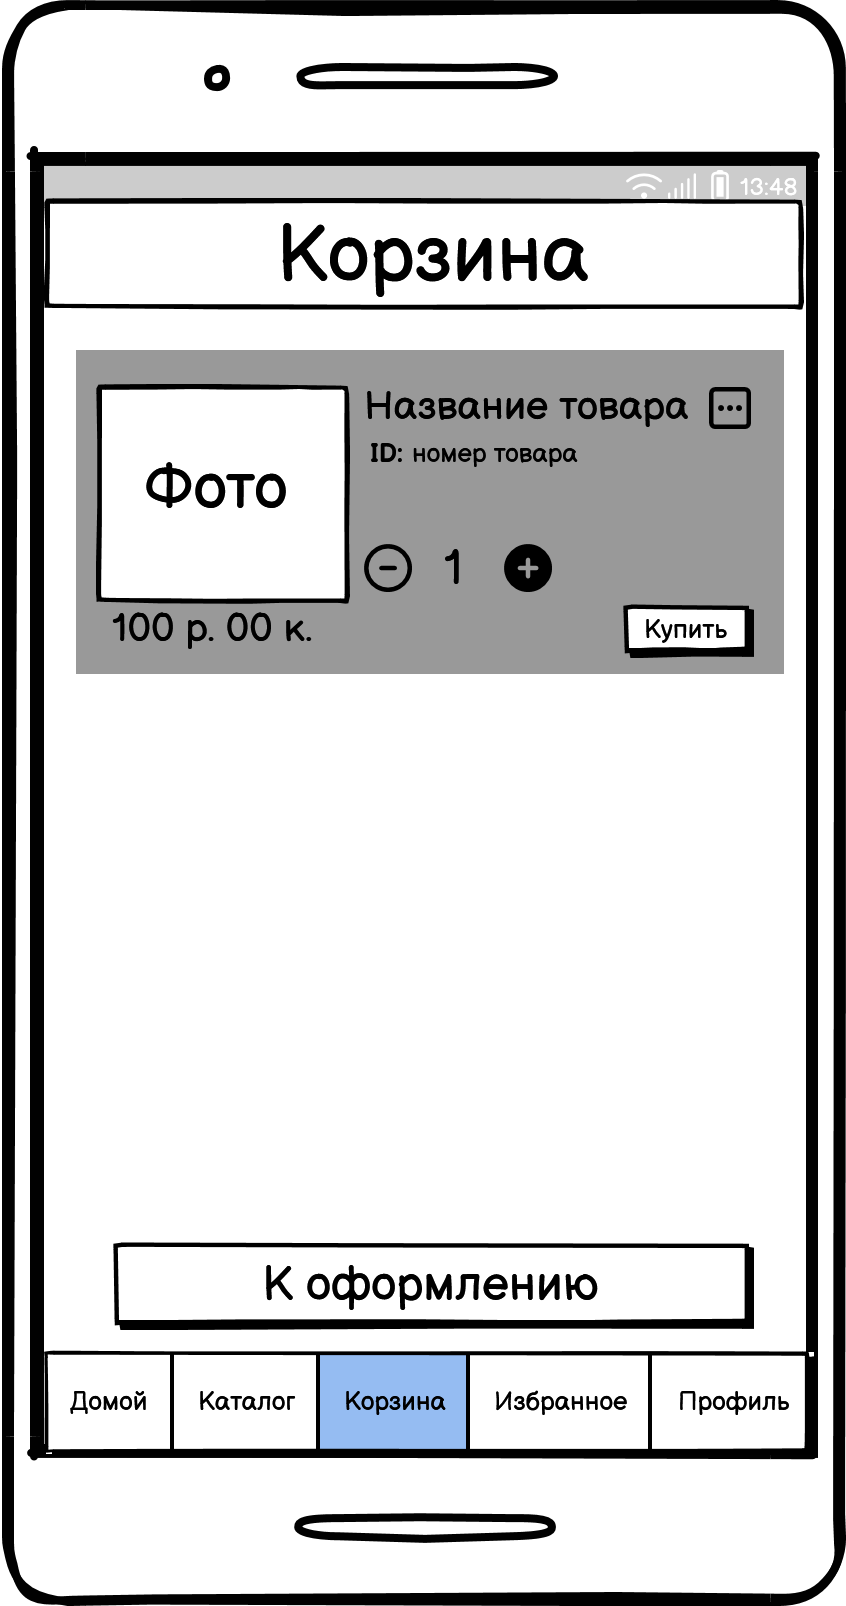 13:48
Корзина
Название товара
ID: номер товара
Фото
1
100 р. 00 к.
Купить
К оформлению
Домой Каталог Корзина Избранное Профиль